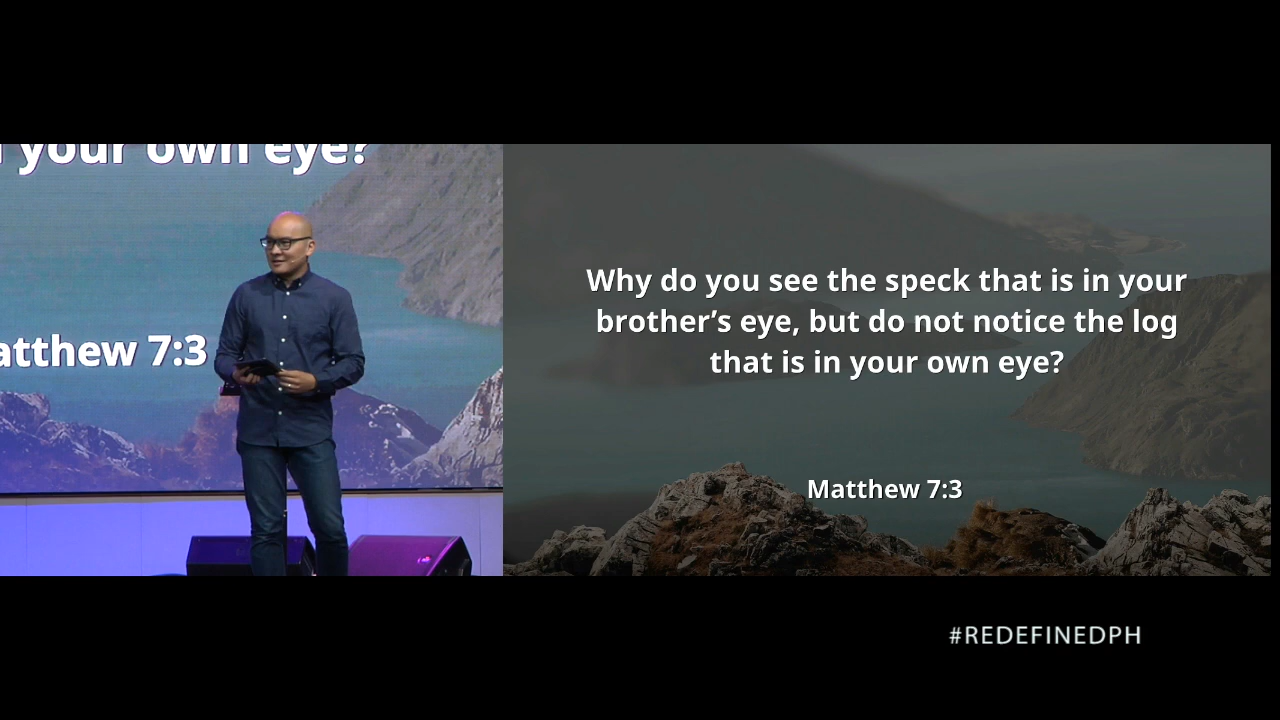 your own eye?
7:3
Why do you see the speck that is in your
brother’s eye, but do not notice the log
that is in your own eye?
Matthew 7:3
#REDEFINEDPH